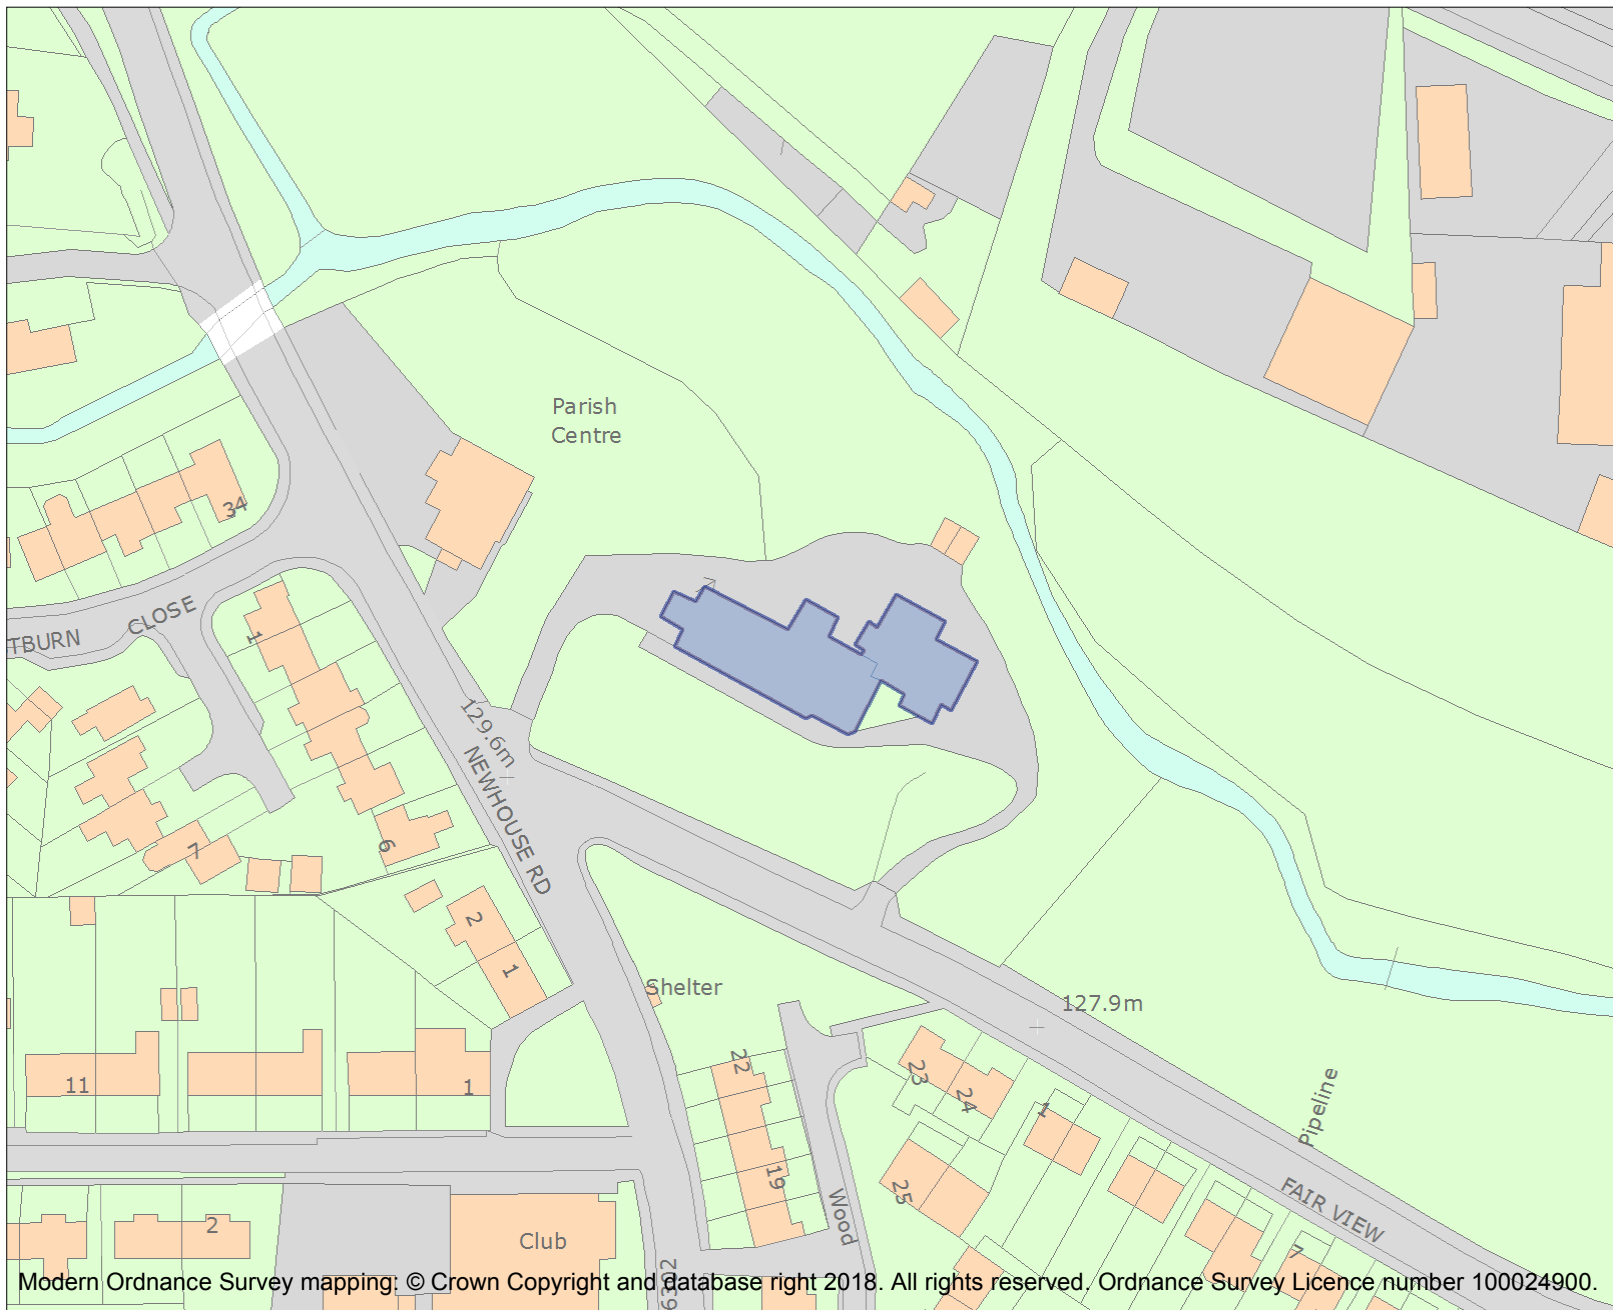 Parish
Centre
34
TBURN
CLOSE
1
129.6m
NEWHOUSE RD
7
6
2
1
Shelter
127.9m
11
1
22
23
24
1
Pipeline
19
25
Wood
FAIR VIEW
2
Club
7
6302
Modern Ordnance Survey mapping: © Crown Copyright and database right 2018. All rights reserved. Ordnance Survey Licence number 100024900.